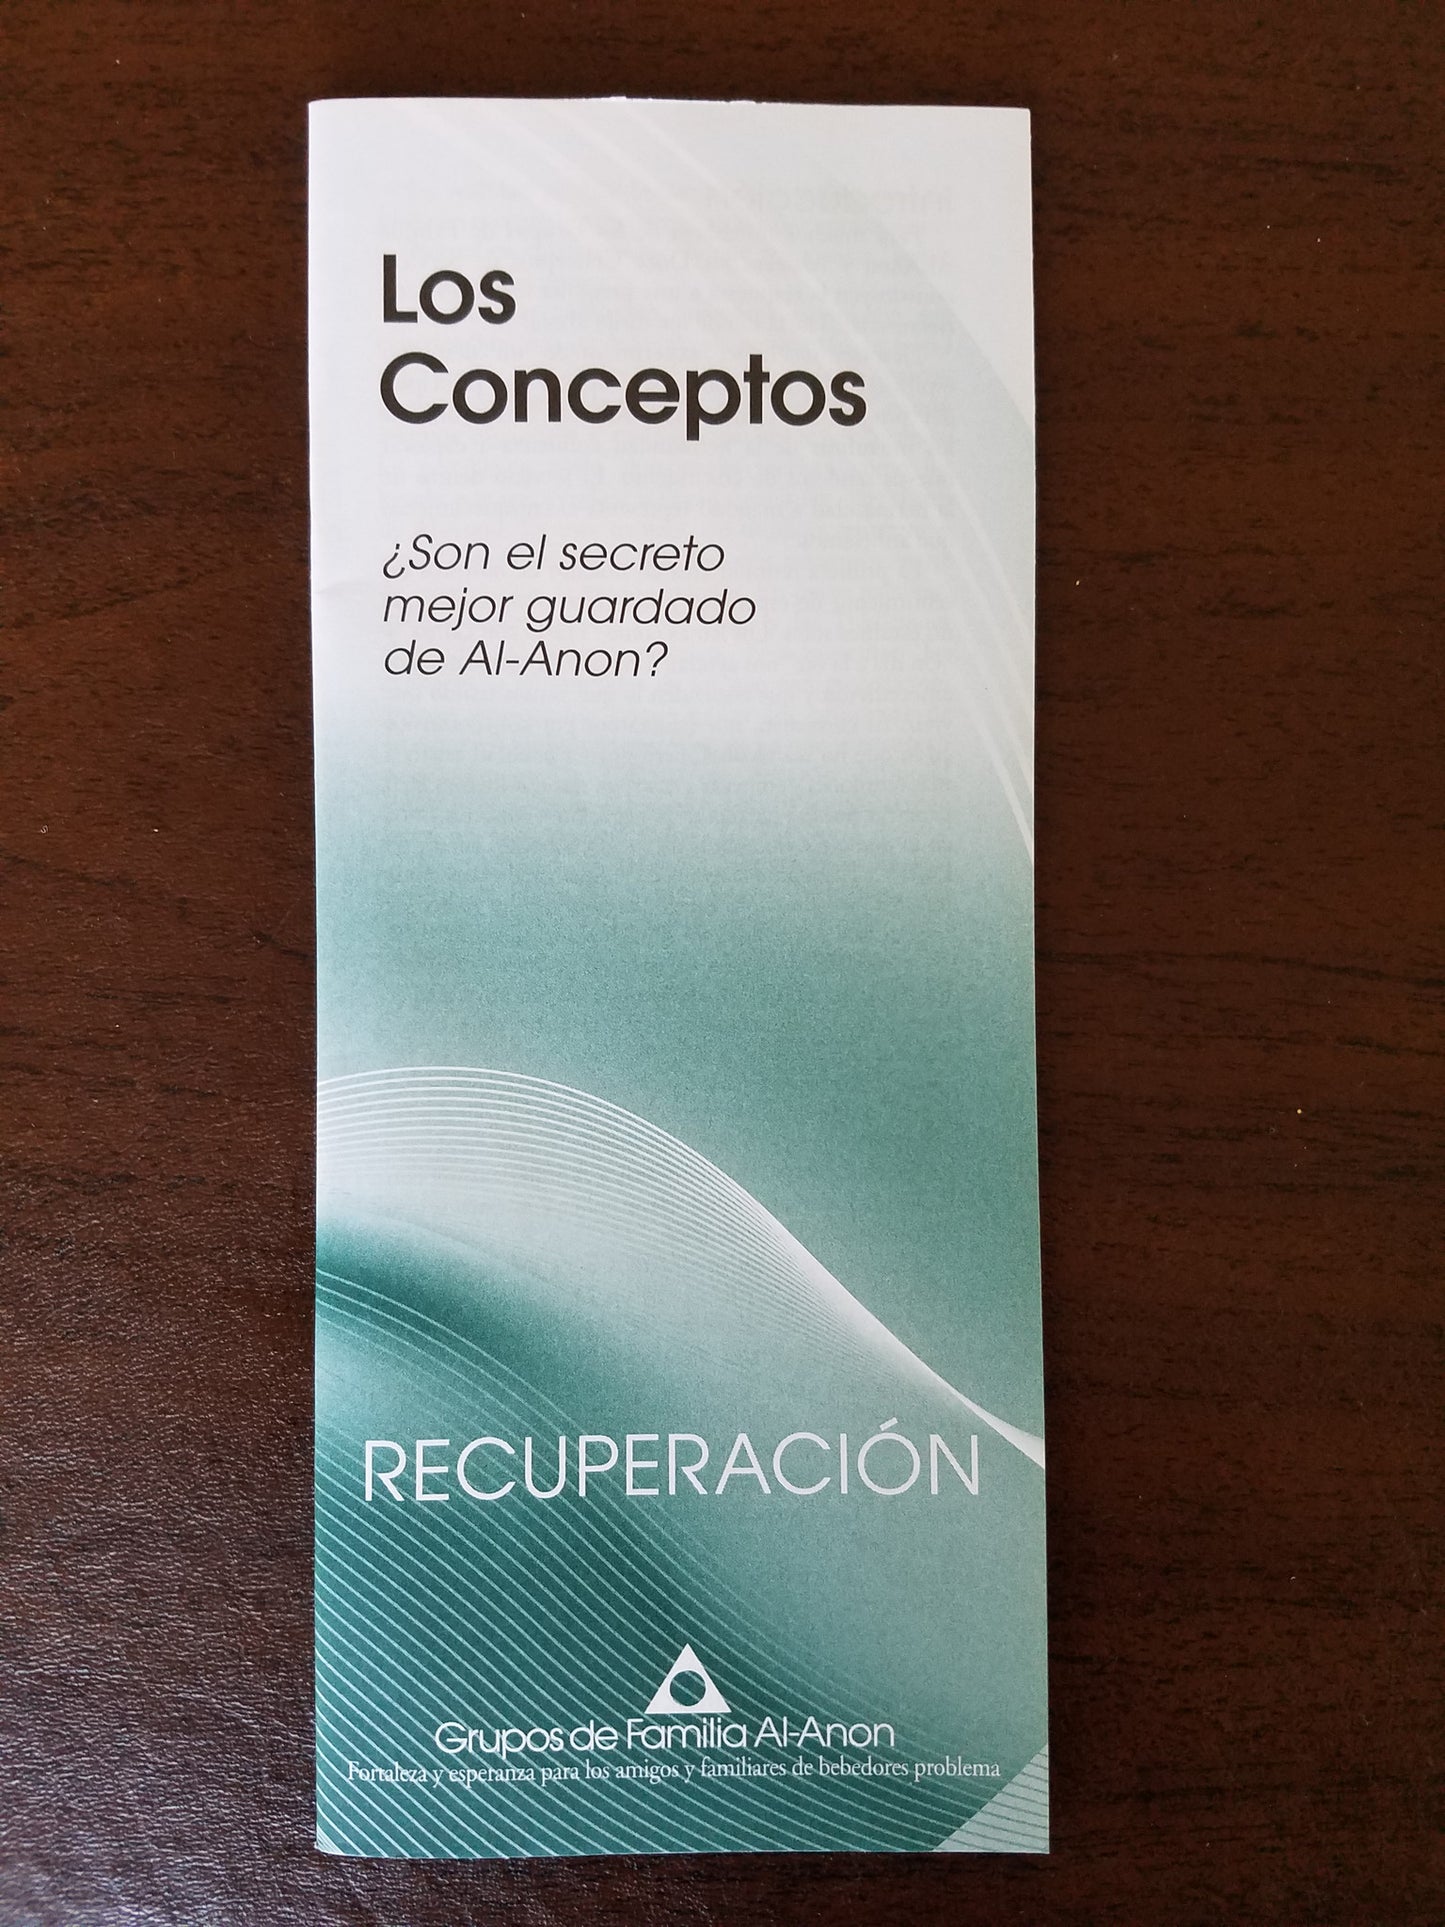 Los
Conceptos
¿Son el secreto
mejor guardado
de Al-Anon?
RECUPERACIÓN
Grupos de Familia Al-Anon
Fortaleza y esperanza para los amigos y familiares de bebedores problema